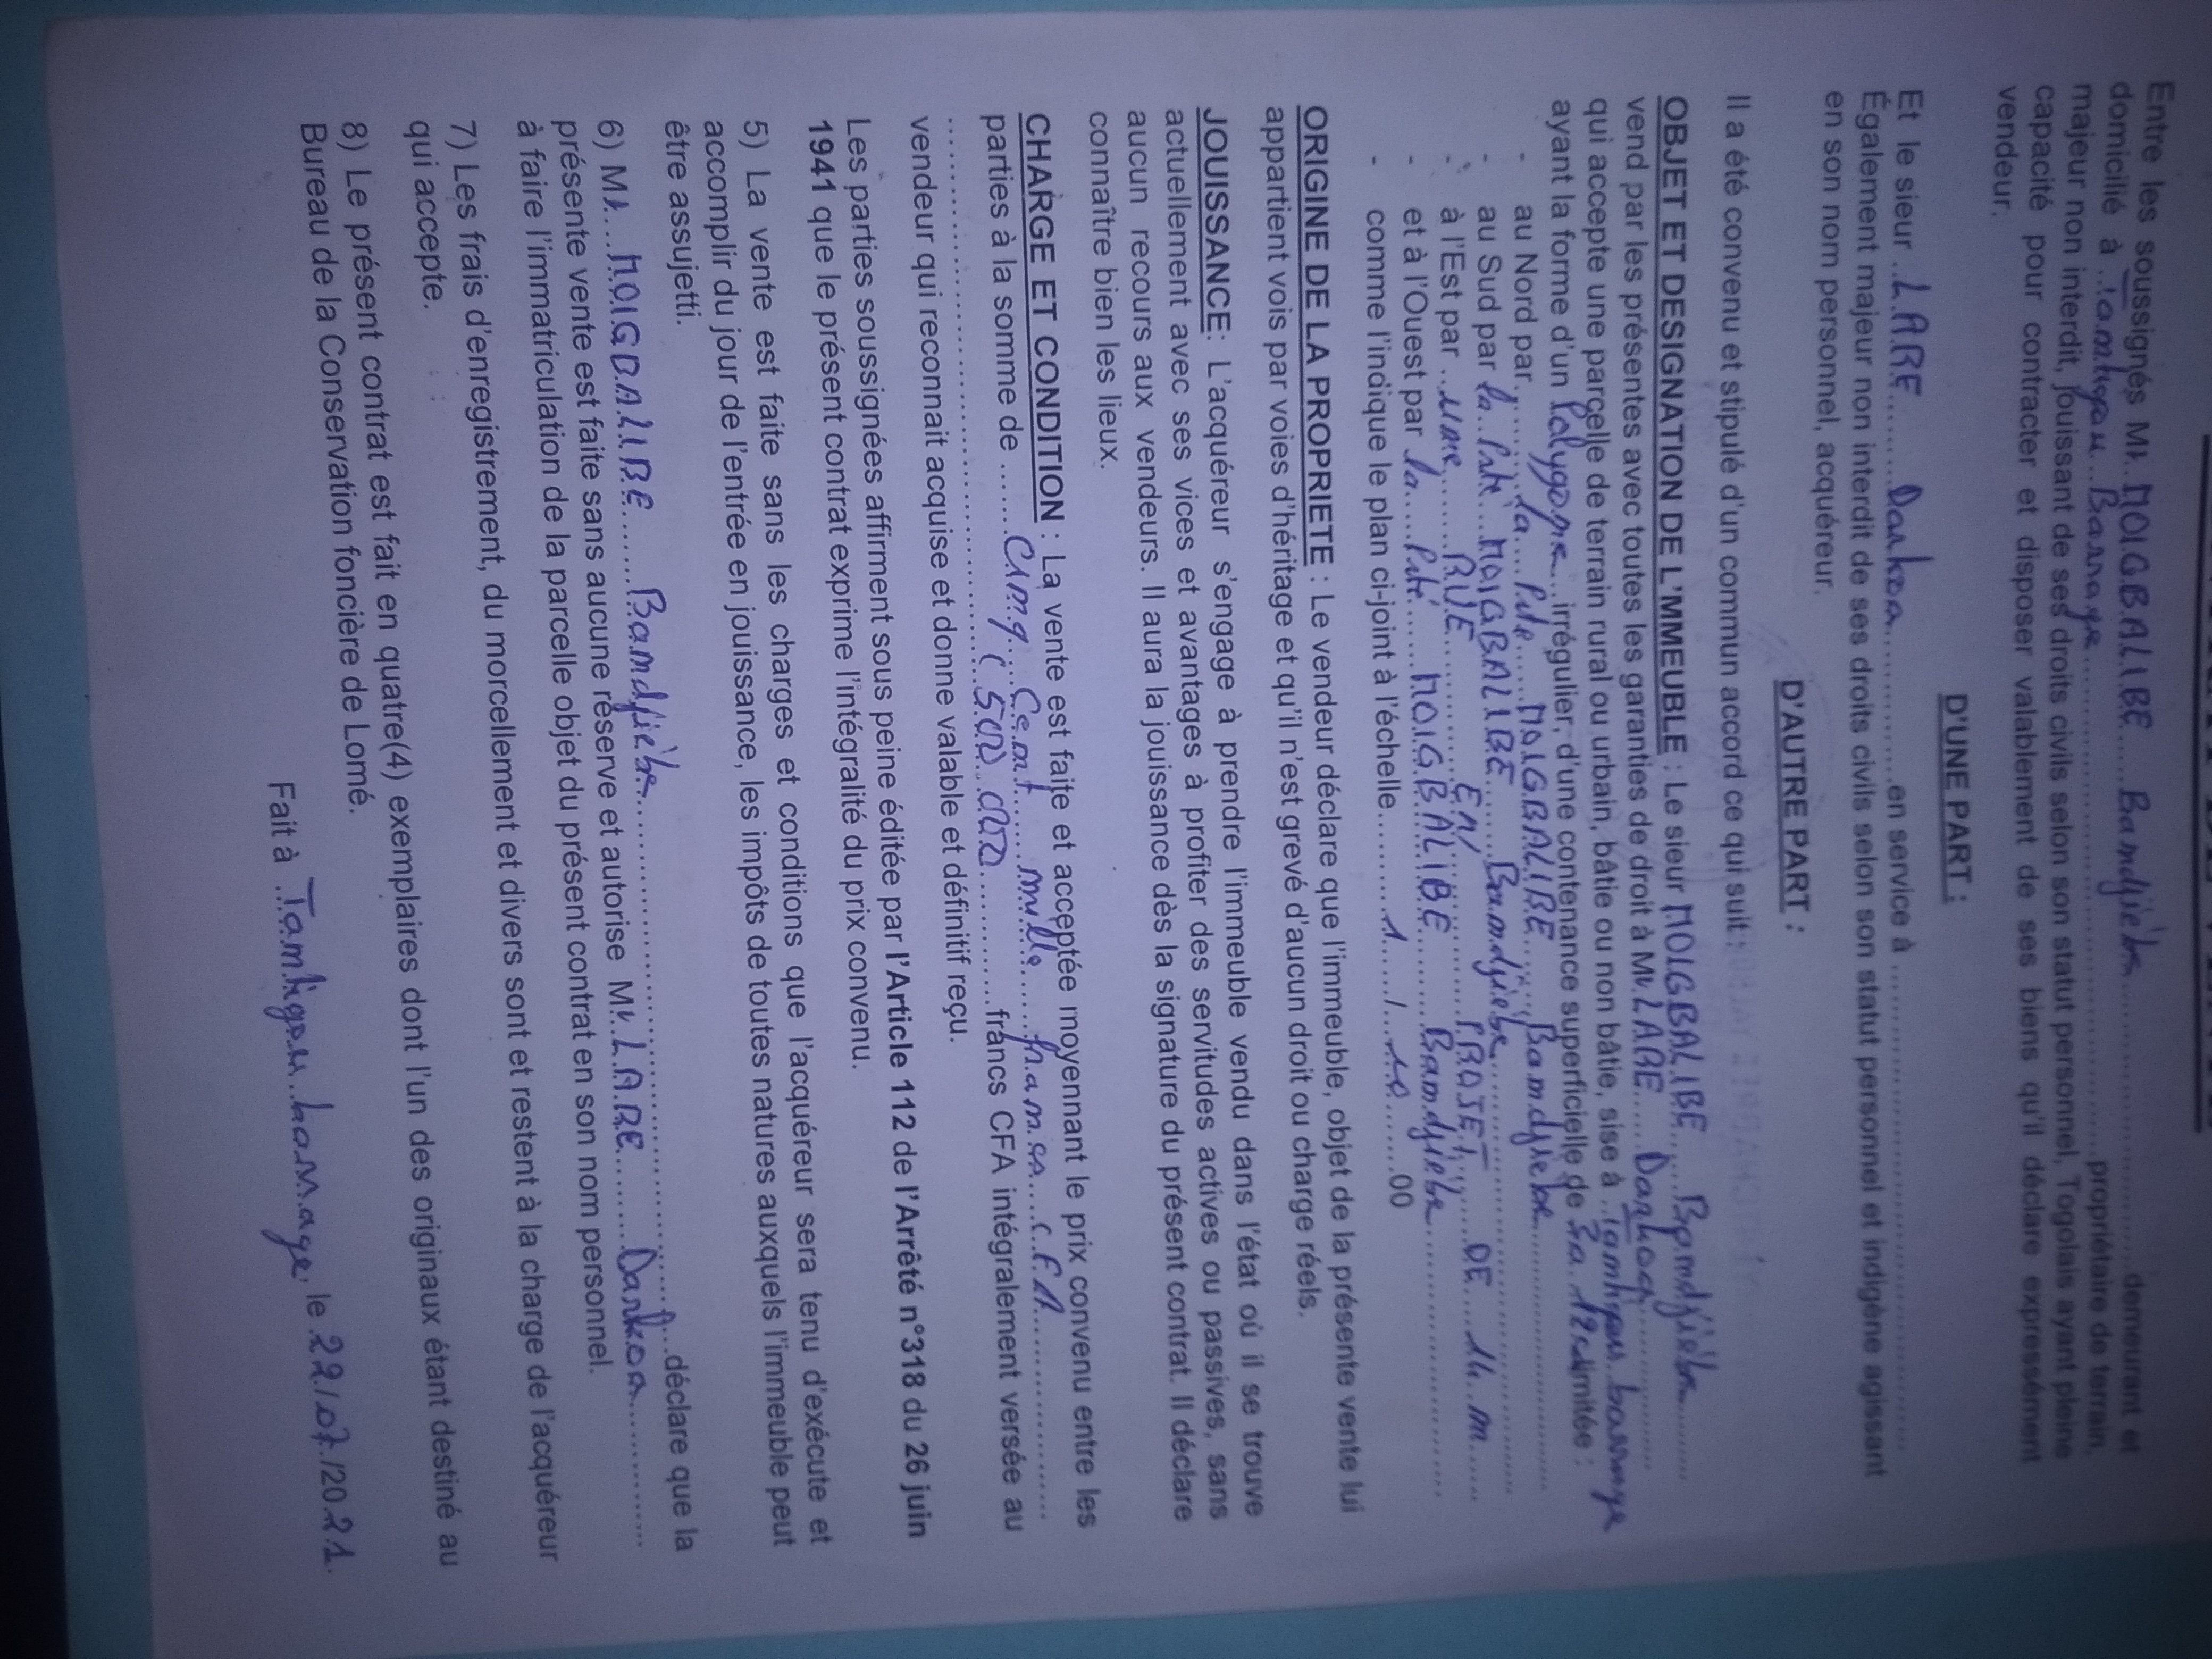 Entre les soussignés Mr. MOIGBALIBE..... Bandjièbe....................demeurant et
domicilié à ..Tantigou...Barrage..........................propriétaire de terrain,
majeur non interdit, jouissant de ses droits civils selon son statut personnel, Togolais ayant pleine
capacité pour contracter et disposer valablement de ses biens qu'il déclare expressément
vendeur.
D'UNE PART :
Et le sieur ..LARE........Dankoa....................en service à ..........................................
Également majeur non interdit de ses droits civils selon son statut personnel et indigène agissant
en son nom personnel, acquéreur.
D'AUTRE PART :
Il a été convenu et stipulé d'un commun accord ce qui suit :
OBJET ET DESIGNATION DE L'MMEUBLE : Le sieur MOIGBALIBE.....Bandjièbe........
vend par les présentes avec toutes les garanties de droit à Mr LARE.....Dankoa..............
qui accepte une parcelle de terrain rural ou urbain, bâtie ou non bâtie, sise à ..Tantigou barrage
ayant la forme d'un Polygone...irrégulier, d'une contenance superficielle de limitée :
- au Nord par..........la........MOIGBALIBE.......Bandjiebe....................
- au Sud par la.........MOIGBALIBE.......Bandjiebe....................
- à l'Est par ..une.......RUE............EN..........PROJET......DE....14.m.....
- et à l'Ouest par .la............MOIGBALIBE........Bandjiebe....................
- comme l'indique le plan ci-joint à l'échelle..........1...../...10.......00
ORIGINE DE LA PROPRIETE : Le vendeur déclare que l'immeuble, objet de la présente vente lui
appartient vois par voies d'héritage et qu'il n'est grevé d'aucun droit ou charge réels.
JOUISSANCE : L'acquéreur s'engage à prendre l'immeuble vendu dans l'état où il se trouve
actuellement avec ses vices et avantages à profiter des servitudes actives ou passives, sans
aucun recours aux vendeurs. Il aura la jouissance dès la signature du présent contrat. Il déclare
connaître bien les lieux.
CHARGE ET CONDITION : La vente est faite et acceptée moyennant le prix convenu entre les
parties à la somme de ......Cinq...Cent......mille.......francs....CFA....................
..............................( 500 000..............francs CFA intégralement versée au
vendeur qui reconnait acquise et donne valable et définitif reçu.
Les parties soussignées affirment sous peine éditée par l'Article 112 de l'Arrêté n°318 du 26 juin
1941 que le présent contrat exprime l'intégralité du prix convenu.
5) La vente est faite sans les charges et conditions que l'acquéreur sera tenu d'exécute et
accomplir du jour de l'entrée en jouissance, les impôts de toutes natures auxquels l'immeuble peut
être assujetti.
6) Mr...MOIGBALIBE.......Bandjièbe..............................déclare que la
présente vente est faite sans aucune réserve et autorise Mr.LARE........Dankoa..............
à faire l'immatriculation de la parcelle objet du présent contrat en son nom personnel.
7) Les frais d'enregistrement, du morcellement et divers sont et restent à la charge de l'acquéreur
qui accepte.
8) Le présent contrat est fait en quatre(4) exemplaires dont l'un des originaux étant destiné au
Bureau de la Conservation foncière de Lomé.
Fait à ..Tantigou..barrage, le 22/07/2021.